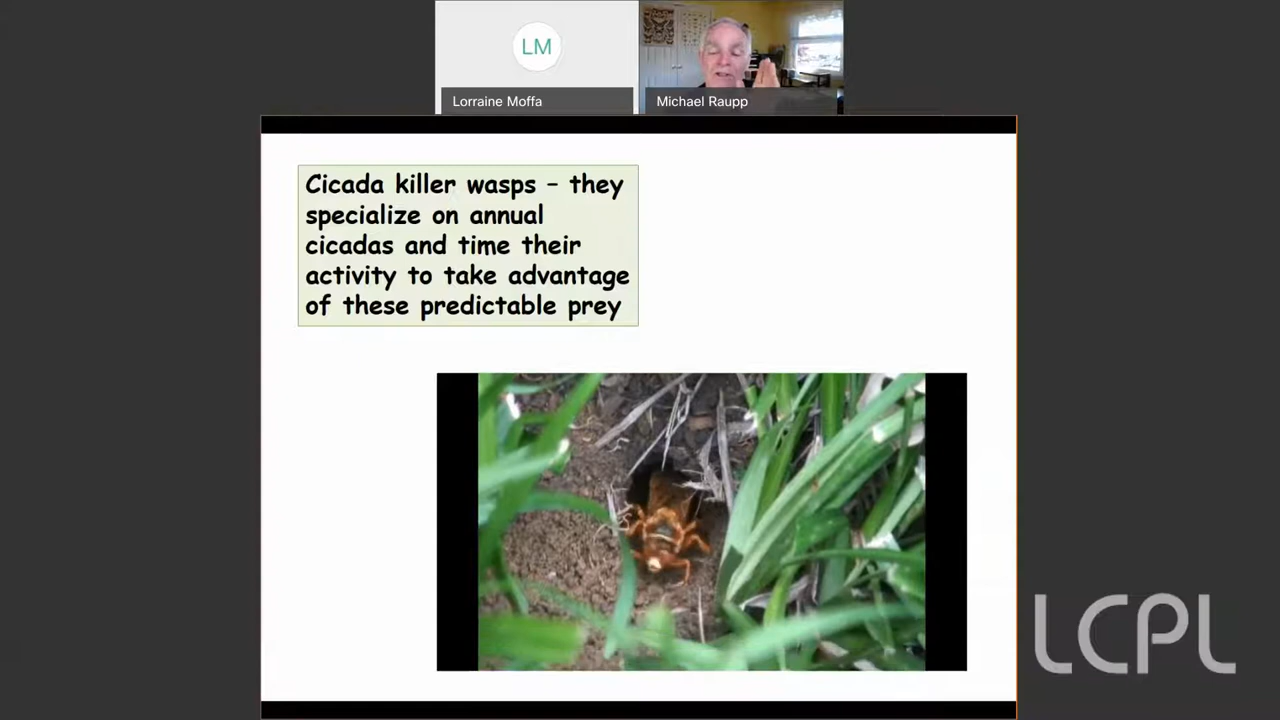 LM
Lorraine Moffa
Michael Raupp
Cicada killer wasps – they
specialize on annual
cicadas and time their
activity to take advantage
of these predictable prey
LCPL